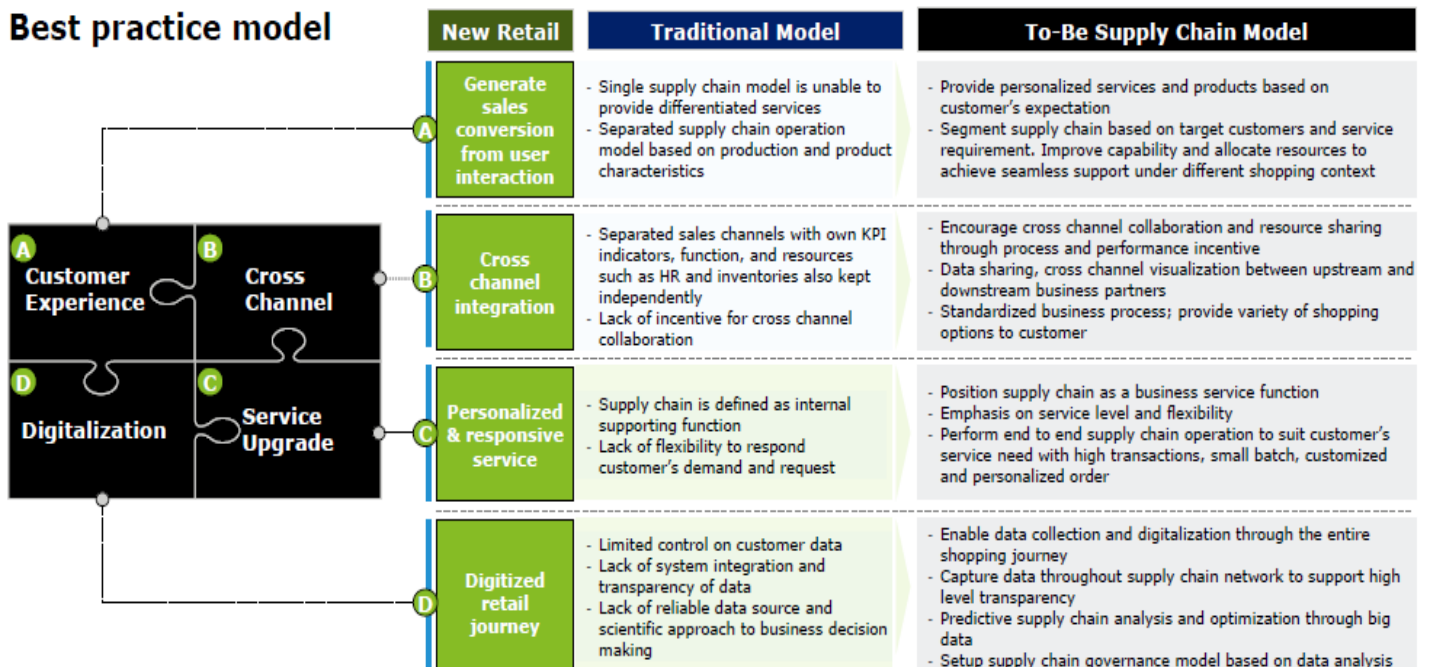 Best practice model
New Retail
Traditional Model
To-Be Supply Chain Model
A
Customer
Experience
B
Cross
Channel
D
Digitalization
C
Service
Upgrade
A
Generate
sales
conversion
from user
interaction
- Single supply chain model is unable to
provide differentiated services
- Separated supply chain operation
model based on production and product
characteristics
- Provide personalized services and products based on
customer's expectation
- Segment supply chain based on target customers and service
requirement. Improve capability and allocate resources to
achieve seamless support under different shopping context
B
Cross
channel
integration
- Separated sales channels with own KPI
indicators, function, and resources
such as HR and inventories also kept
independently
- Lack of incentive for cross channel
collaboration
- Encourage cross channel collaboration and resource sharing
through process and performance incentive
- Data sharing, cross channel visualization between upstream and
downstream business partners
- Standardized business process; provide variety of shopping
options to customer
C
Personalized
& responsive
service
- Supply chain is defined as internal
supporting function
- Lack of flexibility to respond
customer's demand and request
- Position supply chain as a business service function
- Emphasis on service level and flexibility
- Perform end to end supply chain operation to suit customer's
service need with high transactions, small batch, customized
and personalized order
D
Digitized
retail
journey
- Limited control on customer data
- Lack of system integration and
transparency of data
- Lack of reliable data source and
scientific approach to business decision
making
- Enable data collection and digitalization through the entire
shopping journey
- Capture data throughout supply chain network to support high
level transparency
- Predictive supply chain analysis and optimization through big
data
- Setup supply chain governance model based on data analysis